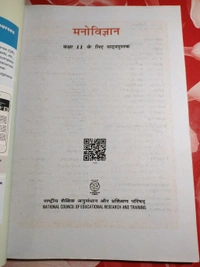 मनोविज्ञान
कक्षा 11 के लिए पाठ्यपुस्तक
राष्ट्रीय शैक्षिक अनुसंधान और प्रशिक्षण परिषद्
NATIONAL COUNCIL OF EDUCATIONAL RESEARCH AND TRAINING